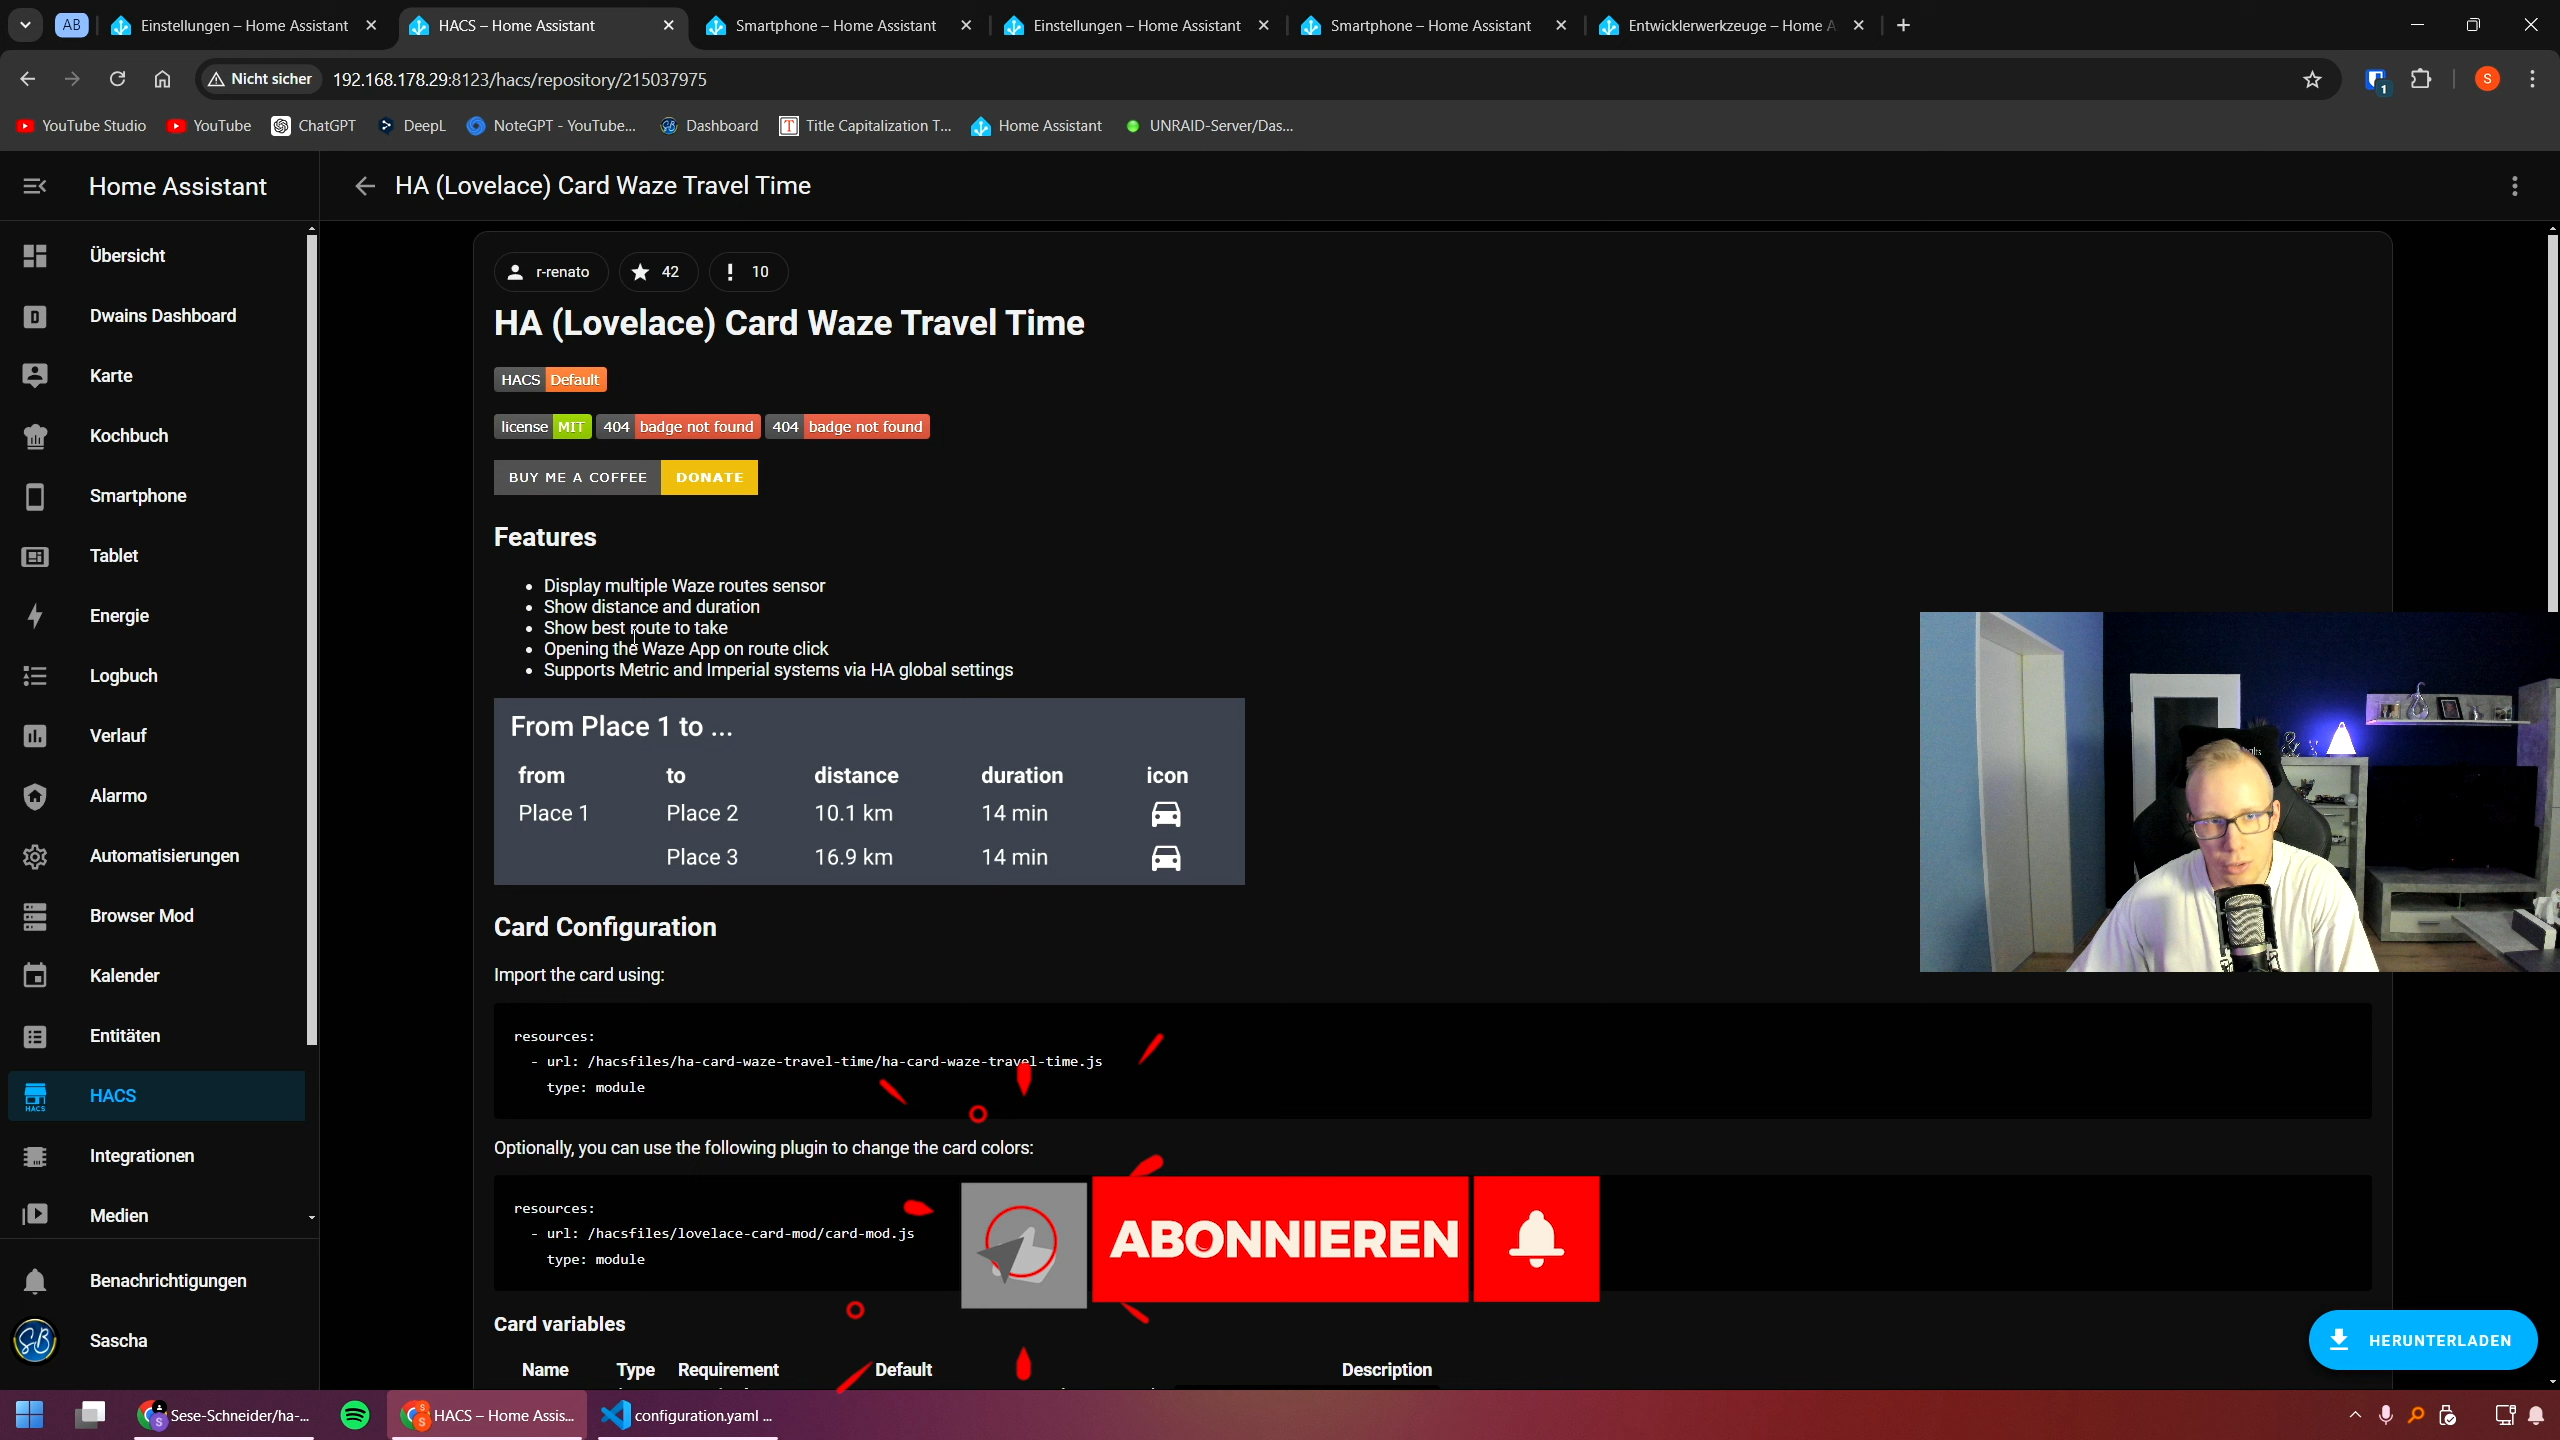 AB
Einstellungen – Home Assistant
HACS – Home Assistant
Smartphone – Home Assistant
Einstellungen – Home Assistant
Smartphone – Home Assistant
Entwicklerwerkzeuge – Home A
Nicht sicher
192.168.178.29:8123/hacs/repository/215037975
1
S
YouTube Studio
YouTube
ChatGPT
DeepL
NoteGPT - YouTube...
Dashboard
Title Capitalization T...
Home Assistant
UNRAID-Server/Das...
Home Assistant
HA (Lovelace) Card Waze Travel Time
Übersicht
Dwains Dashboard
Karte
Kochbuch
Smartphone
Tablet
Energie
Logbuch
Verlauf
Alarmo
Automatisierungen
Browser Mod
Kalender
Entitäten
HACS
HACS
Integrationen
Medien
Benachrichtigungen
SB
Sascha
r-renato
42
10
HA (Lovelace) Card Waze Travel Time
HACS Default
license MIT 404 badge not found 404 badge not found
BUY ME A COFFEE DONATE
Features
• Display multiple Waze routes sensor
• Show distance and duration
• Show best route to take
• Opening the Waze App on route click
• Supports Metric and Imperial systems via HA global settings
From Place 1 to ...
from to distance duration icon
Place 1 Place 2 10.1 km 14 min
Place 3 16.9 km 14 min
Card Configuration
Import the card using:
resources:
- url: /hacsfiles/ha-card-waze-travel-time/ha-card-waze-travel-time.js
type: module
Optionally, you can use the following plugin to change the card colors:
resources:
- url: /hacsfiles/lovelace-card-mod/card-mod.js
type: module
ABONNIEREN
Card variables
Name Type Requirement Default Description
HERUNTERLADEN
Sese-Schneider/ha-...
HACS – Home Assis...
configuration.yaml ...